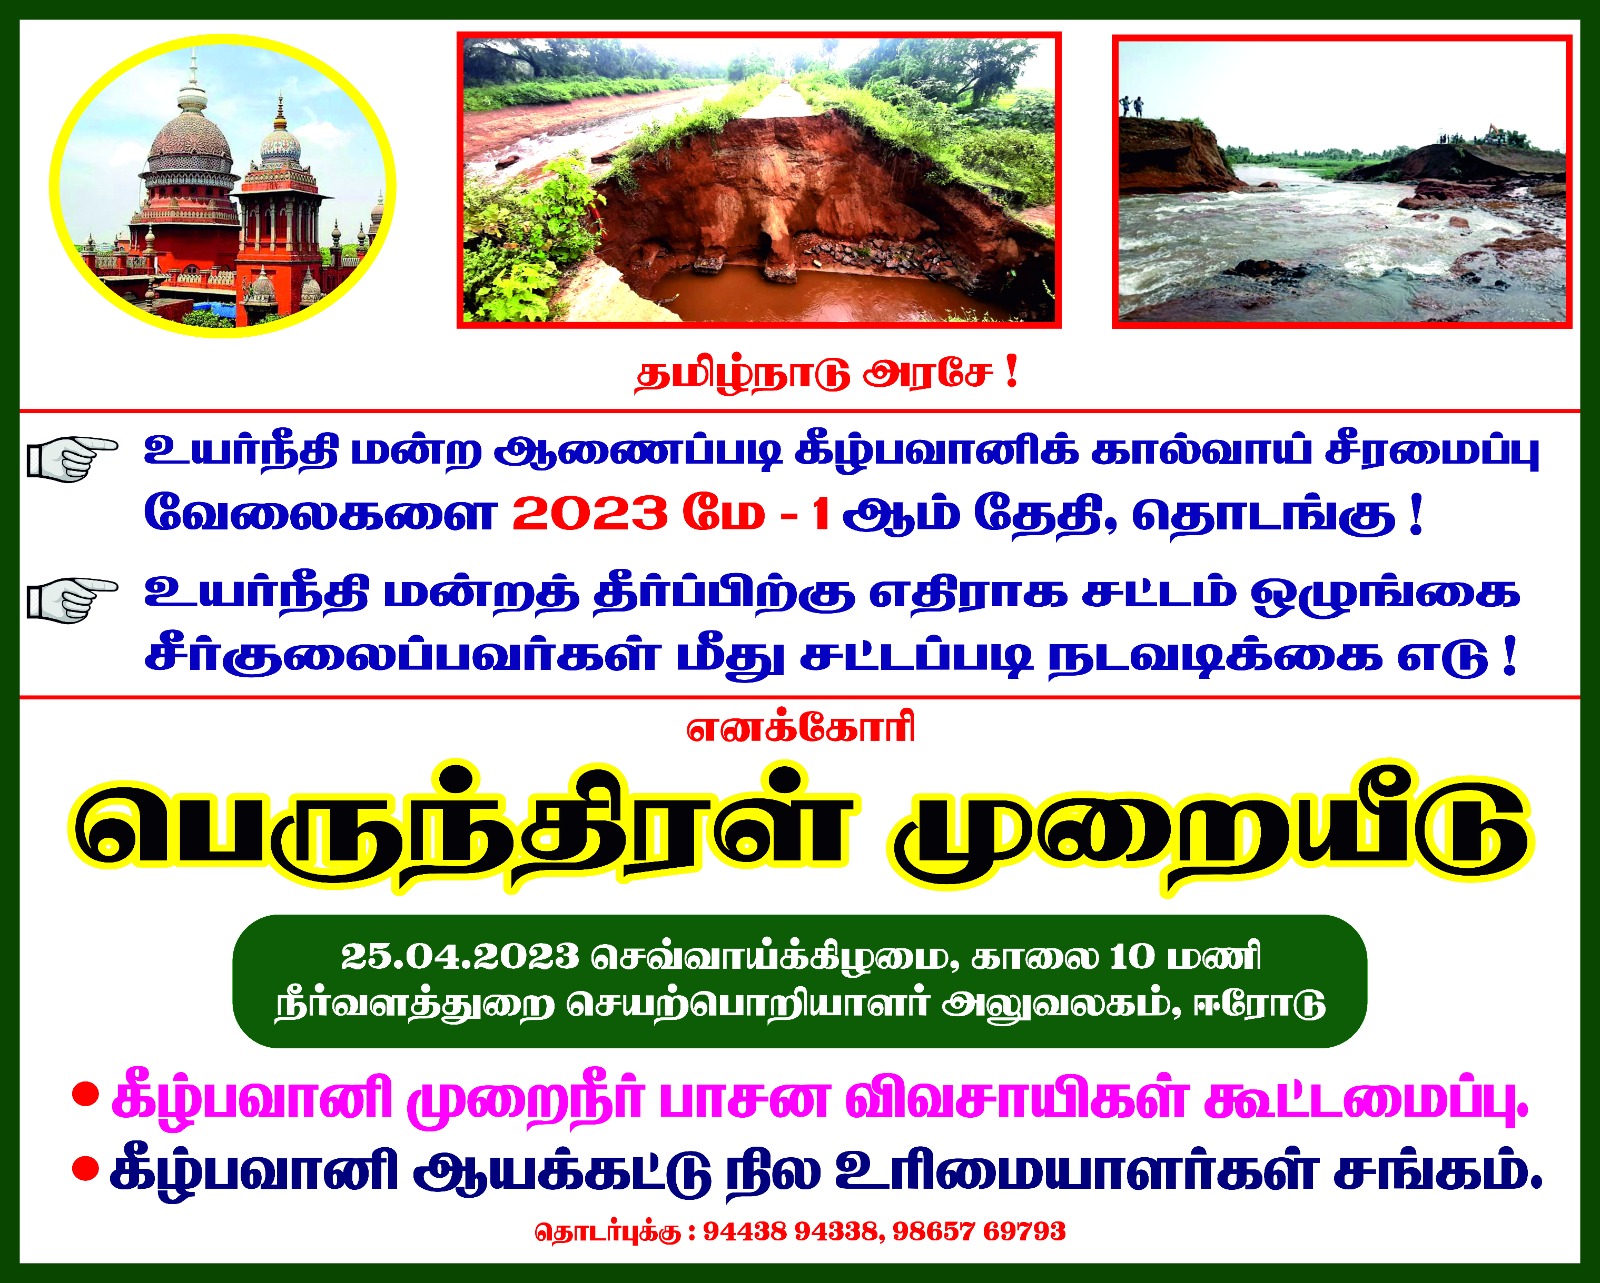 தமிழ்நாடு அரசே !
உயர்நீதி மன்ற ஆணைப்படி கீழ்பவானிக் கால்வாய் சீரமைப்பு
வேலைகளை 2023 மே - 1 ஆம் தேதி, தொடங்கு !
உயர்நீதி மன்றத் தீர்ப்பிற்கு எதிராக சட்டம் ஒழுங்கை
சீர்குலைப்பவர்கள் மீது சட்டப்படி நடவடிக்கை எடு !
எனக்கோரி
பெருந்திரள் முறையீடு
25.04.2023 செவ்வாய்க்கிழமை, காலை 10 மணி
நீர்வளத்துறை செயற்பொறியாளர் அலுவலகம், ஈரோடு
• கீழ்பவானி முறைநீர் பாசன விவசாயிகள் கூட்டமைப்பு.
• கீழ்பவானி ஆயக்கட்டு நில உரிமையாளர்கள் சங்கம்.
தொடர்புக்கு : 94438 94338, 98657 69793